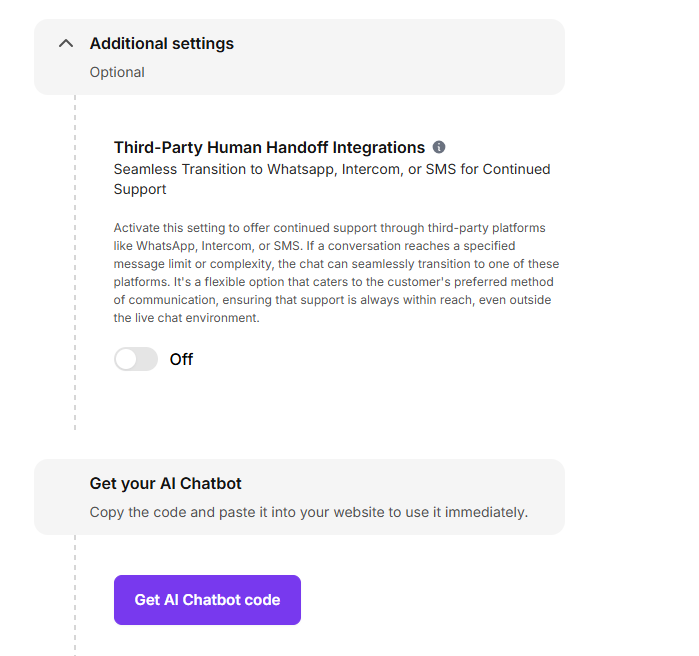 Additional settings
Optional
Third-Party Human Handoff Integrations
Seamless Transition to Whatsapp, Intercom, or SMS for Continued
Support
Activate this setting to offer continued support through third-party platforms
like WhatsApp, Intercom, or SMS. If a conversation reaches a specified
message limit or complexity, the chat can seamlessly transition to one of these
platforms. It's a flexible option that caters to the customer's preferred method
of communication, ensuring that support is always within reach, even outside
the live chat environment.
Off
Get your AI Chatbot
Copy the code and paste it into your website to use it immediately.
Get AI Chatbot code